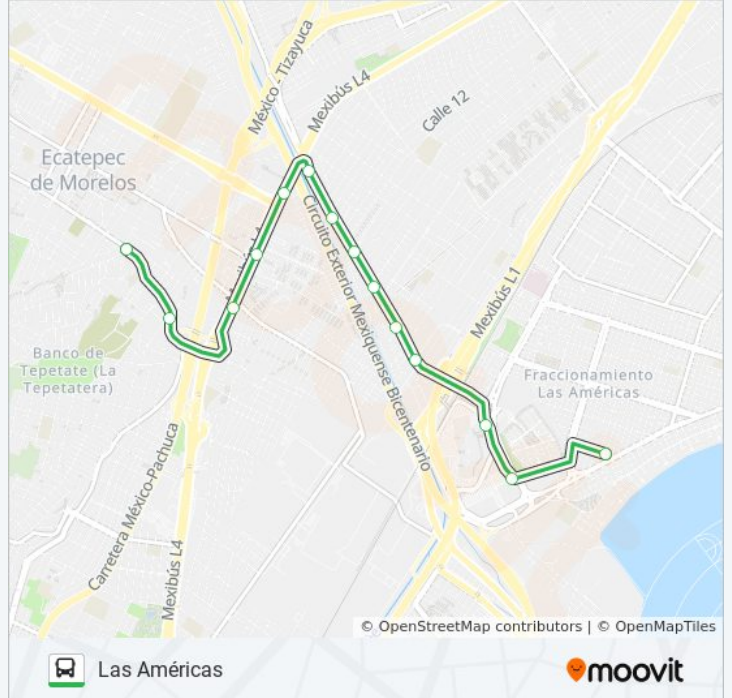 México - Tizayuca
Mexibús L4
Calle 12
Ecatepec
de Morelos
Circuito Exterior Mexiquense Bicentenario
Mexibús L1
Banco de
Tepetate (La
Tepetatera)
Fraccionamiento
Las Américas
Carretera México-Pachuca
Mexibús L4
© OpenStreetMap contributors | © OpenMapTiles
Las Américas
moovit